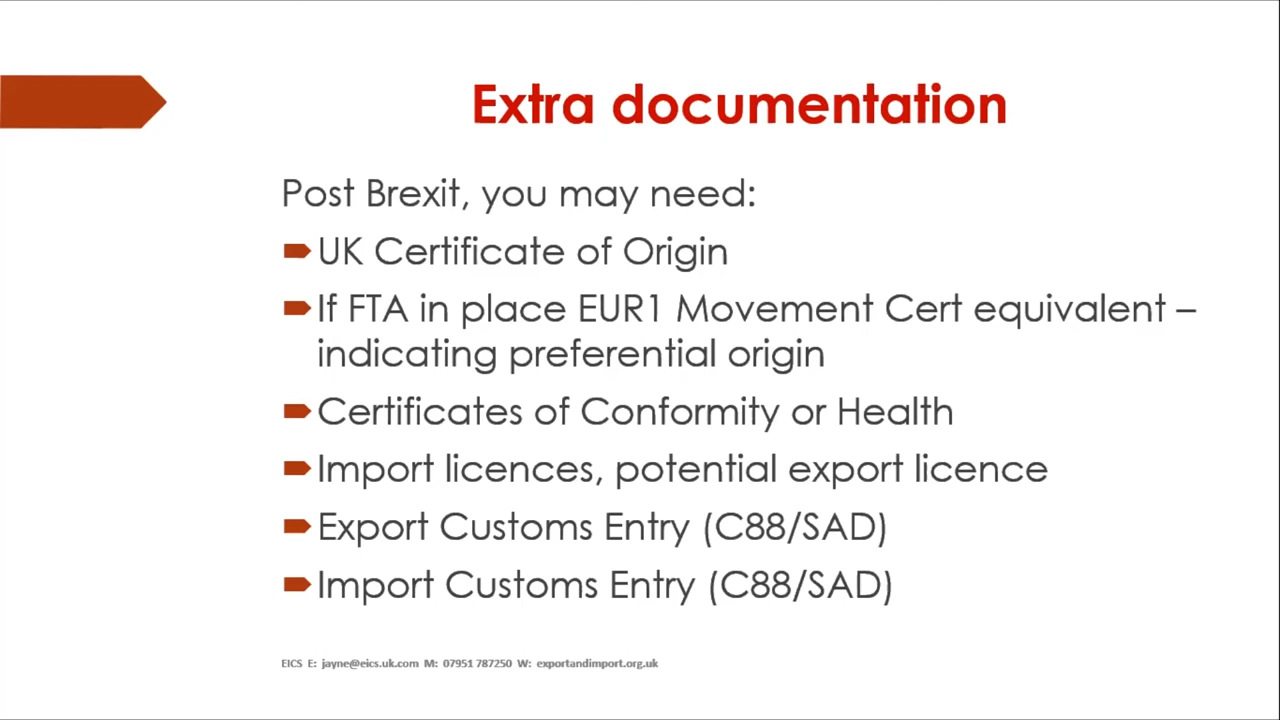 Extra documentation
Post Brexit, you may need:
UK Certificate of Origin
If FTA in place EUR1 Movement Cert equivalent –
indicating preferential origin
Certificates of Conformity or Health
Import licences, potential export licence
Export Customs Entry (C88/SAD)
Import Customs Entry (C88/SAD)
EICS E: jayne@eics.uk.com M: 07951 787250 W: exportandimport.org.uk